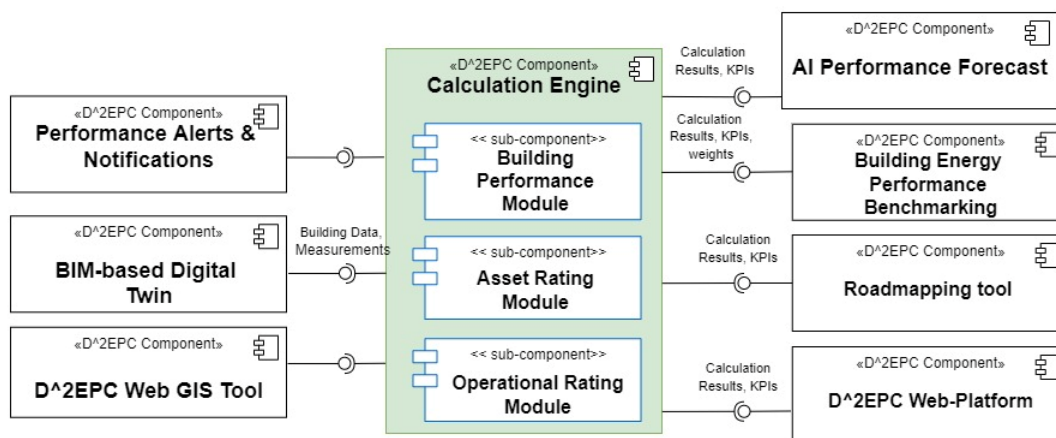 «D^2EPC Component»
Performance Alerts &
Notifications
«D^2EPC Component»
BIM-based Digital
Twin
«D^2EPC Component»
D^2EPC Web GIS Tool
Building Data,
Measurements
«D^2EPC Component»
Calculation Engine
<< sub-component>>
Building
Performance
Module
<< sub-component>>
Asset Rating
Module
<< sub-component>>
Operational Rating
Module
Calculation
Results, KPIs
Calculation
Results, KPIs,
weights
Calculation
Results, KPIs
Calculation
Results, KPIs
«D^2EPC Component»
AI Performance Forecast
«D^2EPC Component»
Building Energy
Performance
Benchmarking
«D^2EPC Component»
Roadmapping tool
«D^2EPC Component»
D^2EPC Web-Platform